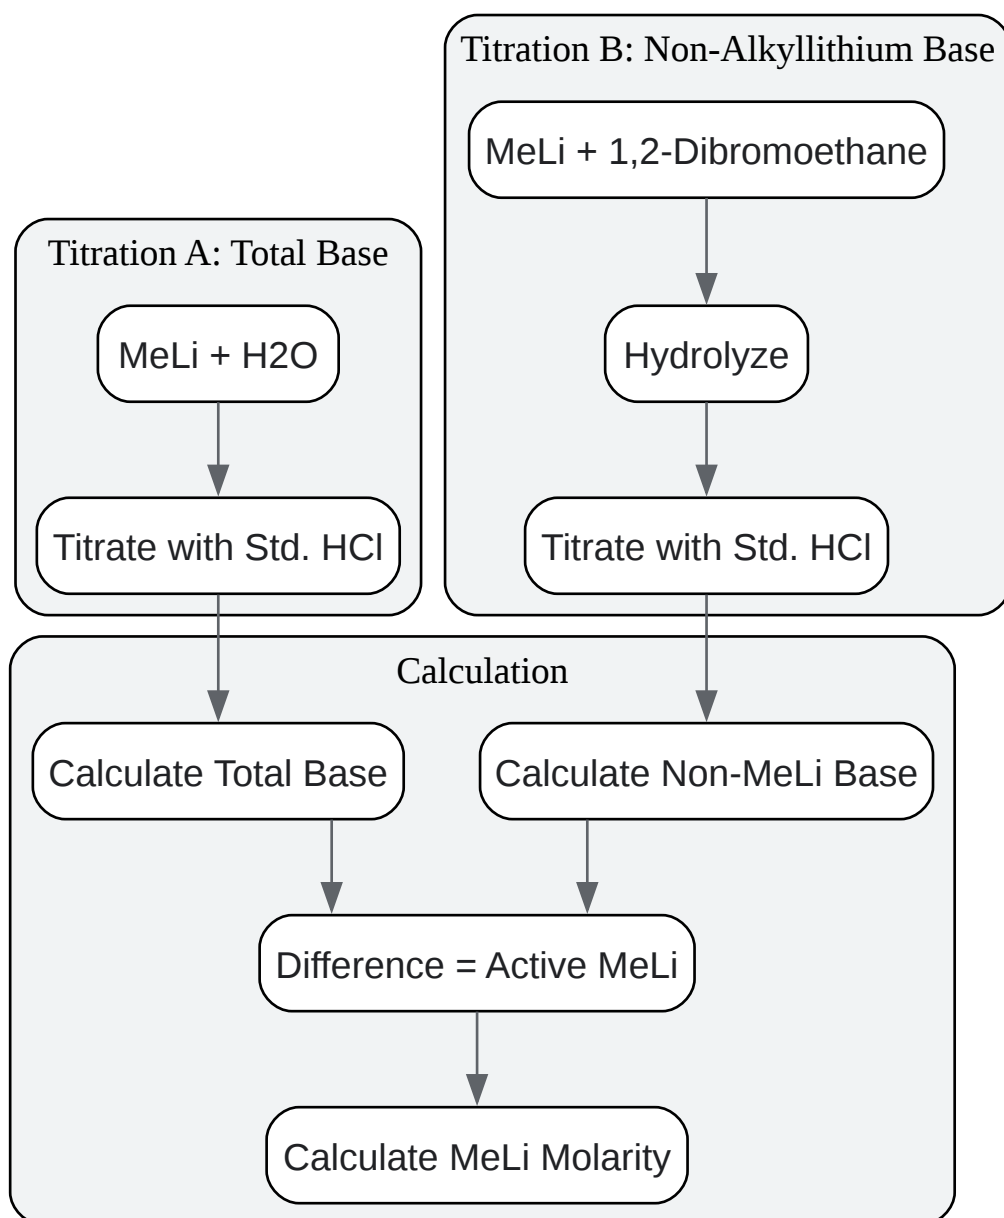 Titration B: Non-Alkyllithium Base
MeLi + 1,2-Dibromoethane
Titration A: Total Base
MeLi + H2O
Hydrolyze
Titrate with Std. HCl
Titrate with Std. HCl
Calculation
Calculate Total Base
Calculate Non-MeLi Base
Difference = Active MeLi
Calculate MeLi Molarity